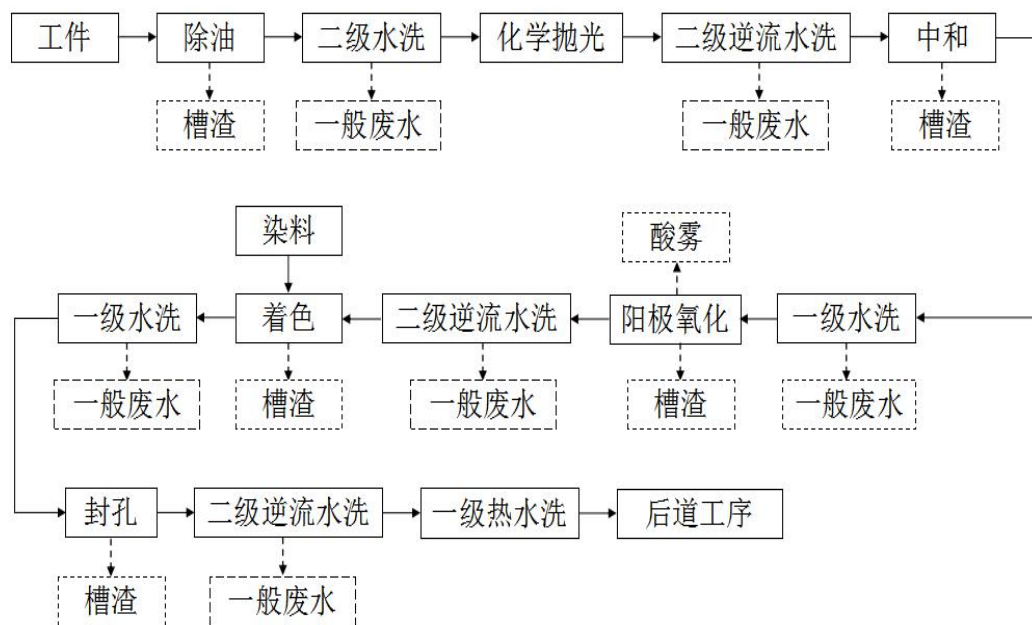 工件
除油
二级水洗
化学抛光
二级逆流水洗
中和
槽渣
一般废水
一般废水
槽渣
染料
酸雾
一级水洗
着色
二级逆流水洗
阳极氧化
一级水洗
一般废水
槽渣
一般废水
槽渣
一般废水
封孔
二级逆流水洗
一级热水洗
后道工序
槽渣
一般废水